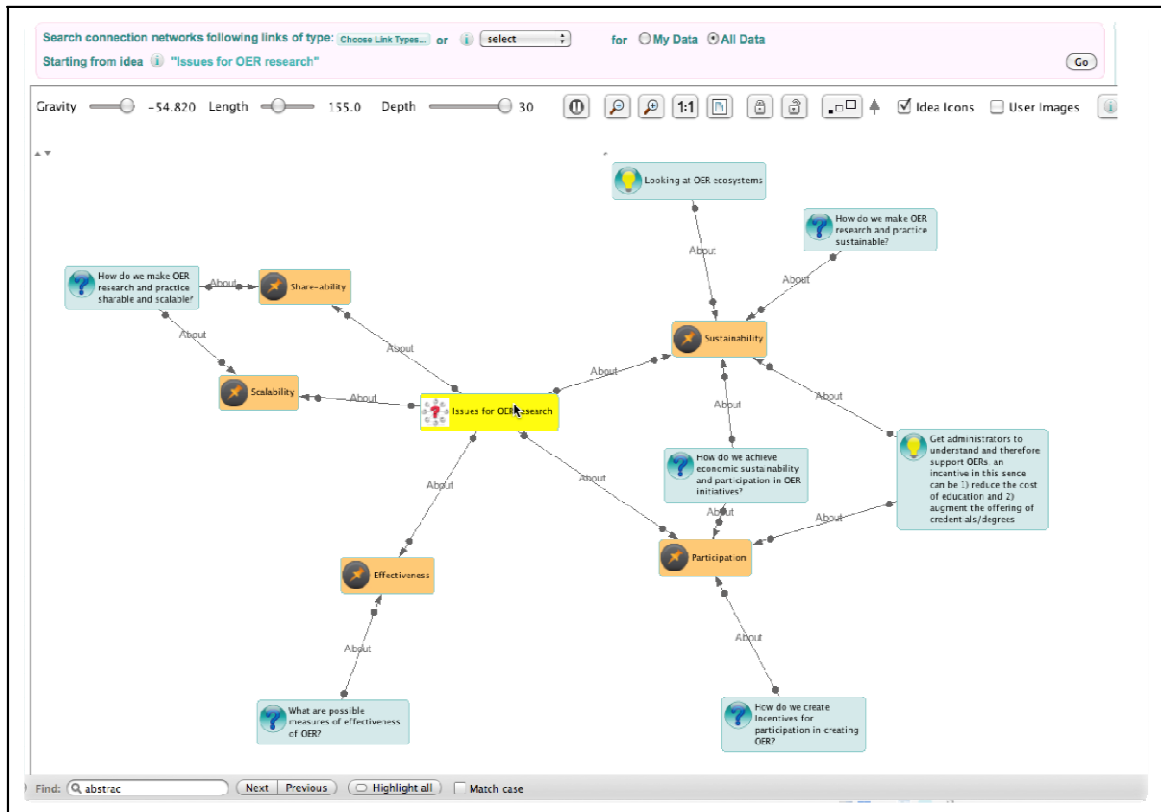 Search connection networks following links of type: Choose Link Types... or select for My Data All Data
Starting from idea "Issues for OER research"
Go
Gravity -54.820 Length 155.0 Depth 30 1:1 Idea Icons User Images
Looking at OER ecosystems
How do we make OER
research and practice
sustainable?
About
About
How do we make OER
research and practice
sharable and scalable?
About
Share-ability
About
About
Sustainability
About
Scalability
About
About
Issues for OER research
About
About
Get administrators to
understand and therefore
support OERs, an
incentive in this sence
can be 1) reduce the cost
of education and 2)
augment the offering of
credentials/degrees
How do we achieve
economic sustainability
and participation in OER
initiatives?
About
About
About
About
Participation
Effectiveness
About
About
What are possible
measures of effectiveness
of OER?
How do we create
Incentives for
participation in creating
OER?
Find: abstrac Next Previous Highlight all Match case